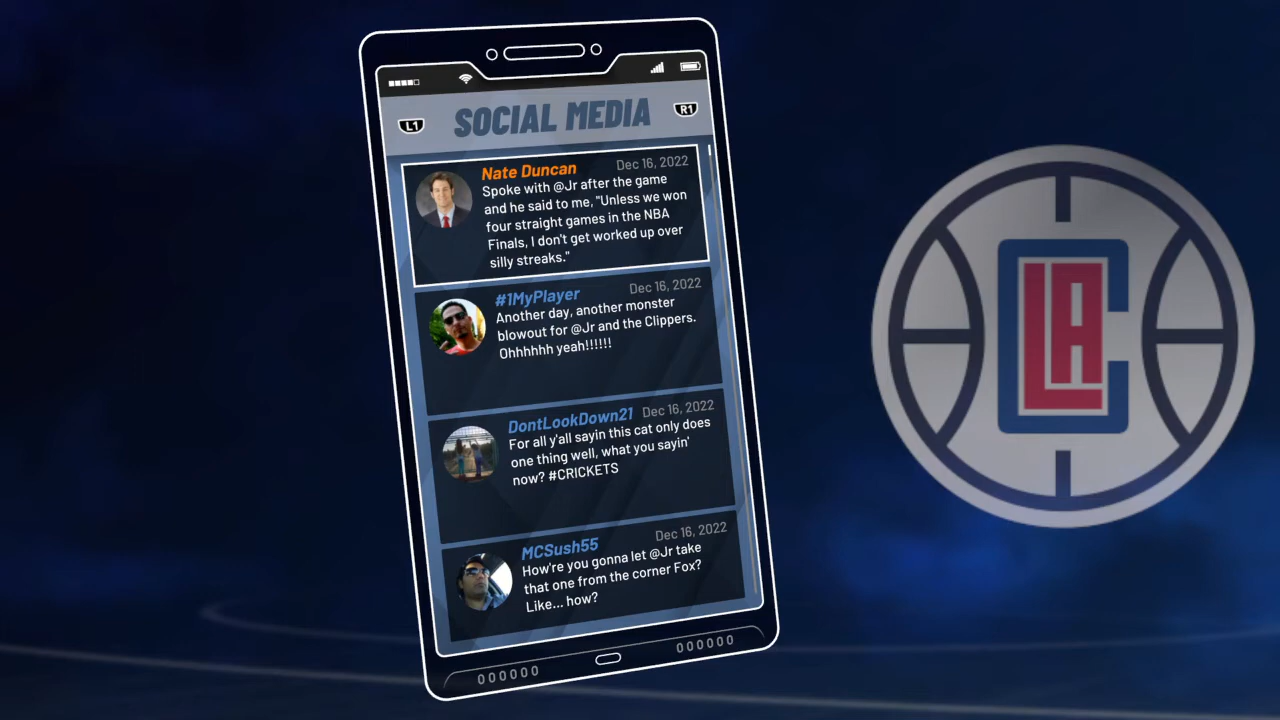 L1
SOCIAL MEDIA
R1
Nate Duncan
Dec 16, 2022
Spoke with @Jr after the game
and he said to me, "Unless we won
four straight games in the NBA
Finals, I don't get worked up over
silly streaks."
#1MyPlayer
Dec 16, 2022
Another day, another monster
blowout for @Jr and the Clippers.
Ohhhhhh yeah!!!!!!
DontLookDown21
Dec 16, 2022
For all y'all sayin this cat only does
one thing well, what you sayin'
now? #CRICKETS
MCSush55
Dec 16, 2022
How're you gonna let @Jr take
that one from the corner Fox?
Like... how?
CLA